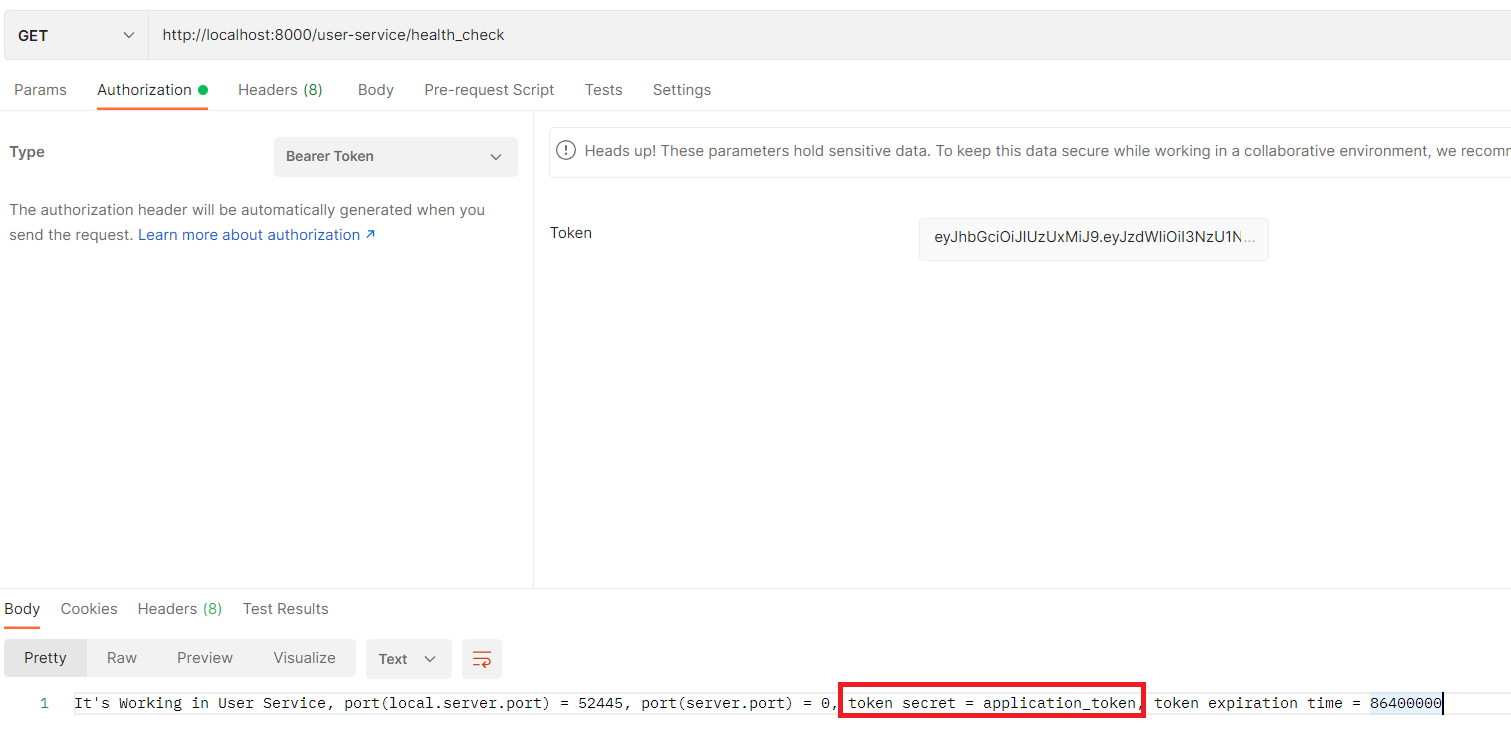 GET http://localhost:8000/user-service/health_check
Params Authorization Headers (8) Body Pre-request Script Tests Settings
Type Bearer Token
Heads up! These parameters hold sensitive data. To keep this data secure while working in a collaborative environment, we recomm
The authorization header will be automatically generated when you
send the request. Learn more about authorization ↗
Token eyJhbGciOiJIUzUxMiJ9.eyJzdWIiOiI3NzU1N...
Body Cookies Headers (8) Test Results
Pretty Raw Preview Visualize Text
1 It's Working in User Service, port(local.server.port) = 52445, port(server.port) = 0, token secret = application_token, token expiration time = 86400000